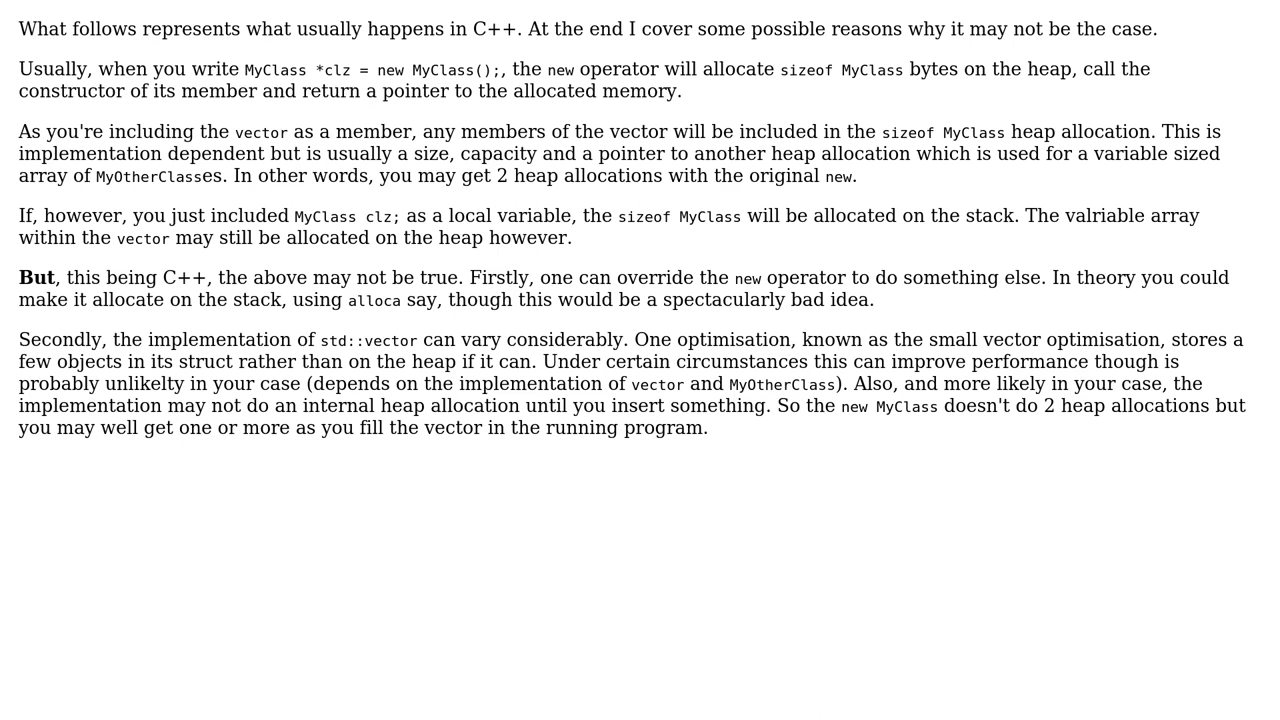 What follows represents what usually happens in C++. At the end I cover some possible reasons why it may not be the case.
Usually, when you write MyClass *clz = new MyClass();, the new operator will allocate sizeof MyClass bytes on the heap, call the
constructor of its member and return a pointer to the allocated memory.
As you're including the vector as a member, any members of the vector will be included in the sizeof MyClass heap allocation. This is
implementation dependent but is usually a size, capacity and a pointer to another heap allocation which is used for a variable sized
array of MyOtherClasses. In other words, you may get 2 heap allocations with the original new.
If, however, you just included MyClass clz; as a local variable, the sizeof MyClass will be allocated on the stack. The valriable array
within the vector may still be allocated on the heap however.
But, this being C++, the above may not be true. Firstly, one can override the new operator to do something else. In theory you could
make it allocate on the stack, using alloca say, though this would be a spectacularly bad idea.
Secondly, the implementation of std::vector can vary considerably. One optimisation, known as the small vector optimisation, stores a
few objects in its struct rather than on the heap if it can. Under certain circumstances this can improve performance though is
probably unlikelty in your case (depends on the implementation of vector and MyOtherClass). Also, and more likely in your case, the
implementation may not do an internal heap allocation until you insert something. So the new MyClass doesn't do 2 heap allocations but
you may well get one or more as you fill the vector in the running program.